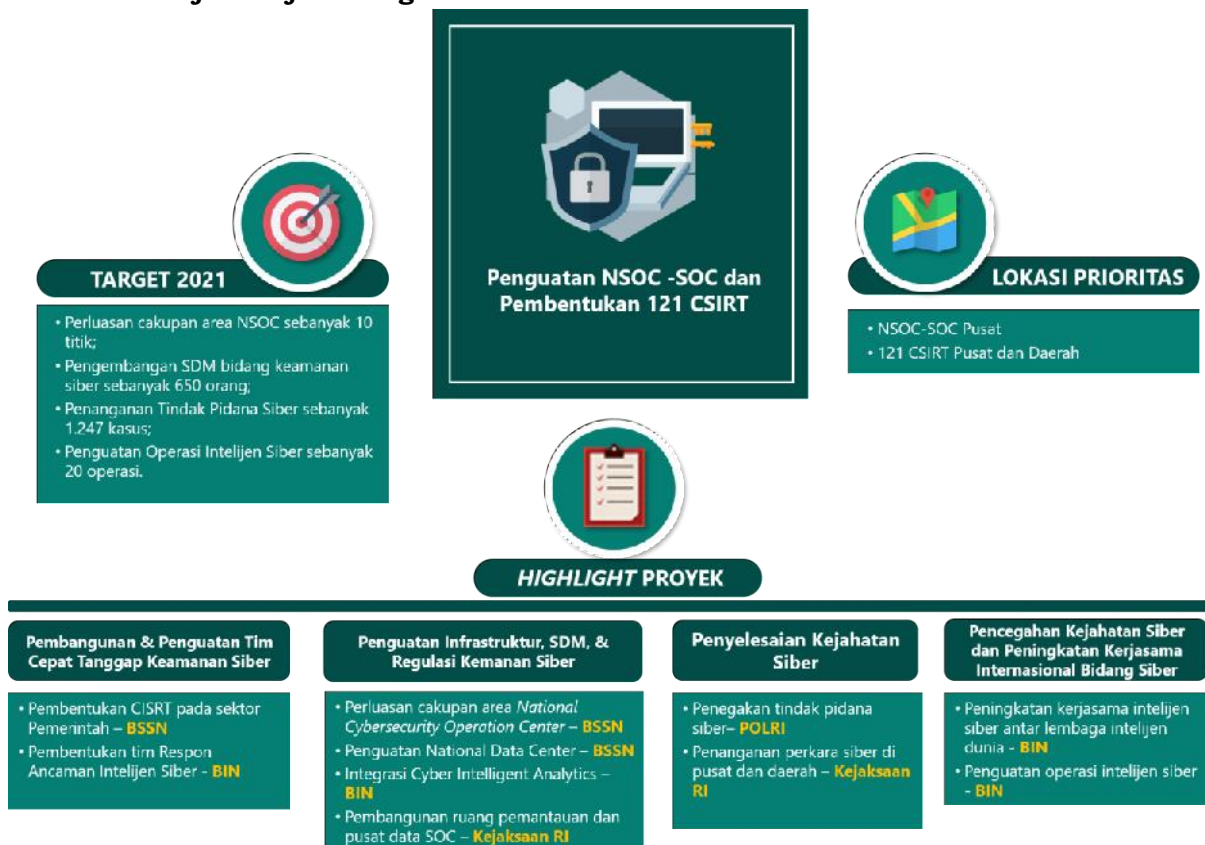 Penguatan NSOC -SOC dan
Pembentukan 121 CSIRT
TARGET 2021
• Perluasan cakupan area NSOC sebanyak 10
titik;
• Pengembangan SDM bidang keamanan
siber sebanyak 650 orang;
• Penanganan Tindak Pidana Siber sebanyak
1.247 kasus;
• Penguatan Operasi Intelijen Siber sebanyak
20 operasi.
LOKASI PRIORITAS
• NSOC-SOC Pusat
• 121 CSIRT Pusat dan Daerah
HIGHLIGHT PROYEK
Pembangunan & Penguatan Tim
Cepat Tanggap Keamanan Siber
• Pembentukan CISRT pada sektor
Pemerintah – BSSN
• Pembentukan tim Respon
Ancaman Intelijen Siber - BIN
Penguatan Infrastruktur, SDM, &
Regulasi Kemanan Siber
• Perluasan cakupan area National
Cybersecurity Operation Center – BSSN
• Penguatan National Data Center – BSSN
• Integrasi Cyber Intelligent Analytics –
BIN
• Pembangunan ruang pemantauan dan
pusat data SOC – Kejaksaan RI
Penyelesaian Kejahatan
Siber
• Penegakan tindak pidana
siber– POLRI
• Penanganan perkara siber di
pusat dan daerah – Kejaksaan
RI
Pencegahan Kejahatan Siber
dan Peningkatan Kerjasama
Internasional Bidang Siber
• Peningkatan kerjasama intelijen
siber antar lembaga intelijen
dunia - BIN
• Penguatan operasi intelijen siber
- BIN